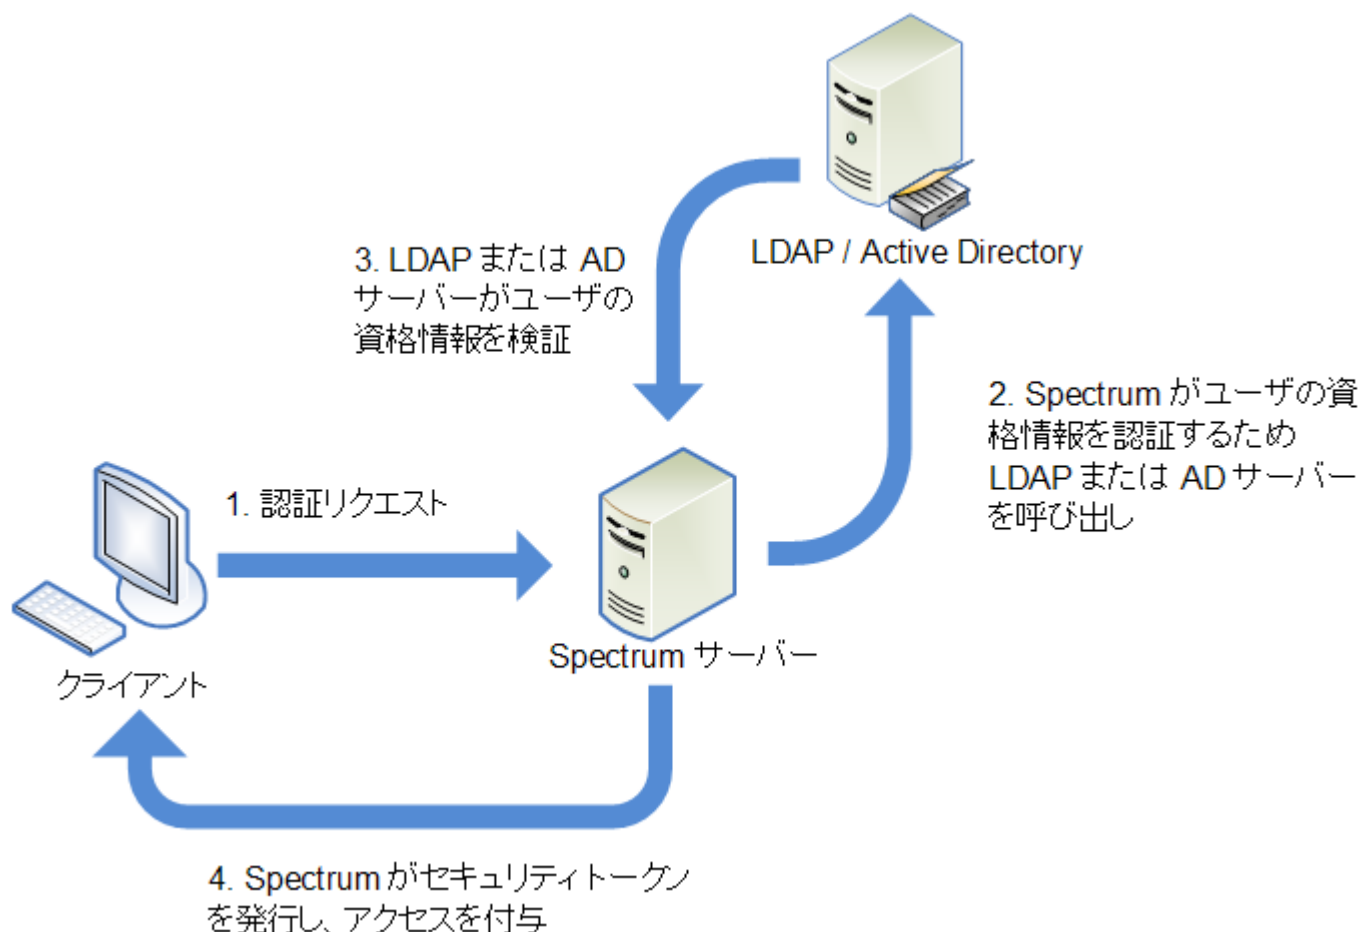 LDAP / Active Directory
3. LDAP または AD
サーバーがユーザの
資格情報を検証
2. Spectrum がユーザの資
格情報を認証するため
LDAP または AD サーバー
を呼び出し
1. 認証リクエスト
Spectrum サーバー
クライアント
4. Spectrum がセキュリティトークン
を発行し、アクセスを付与